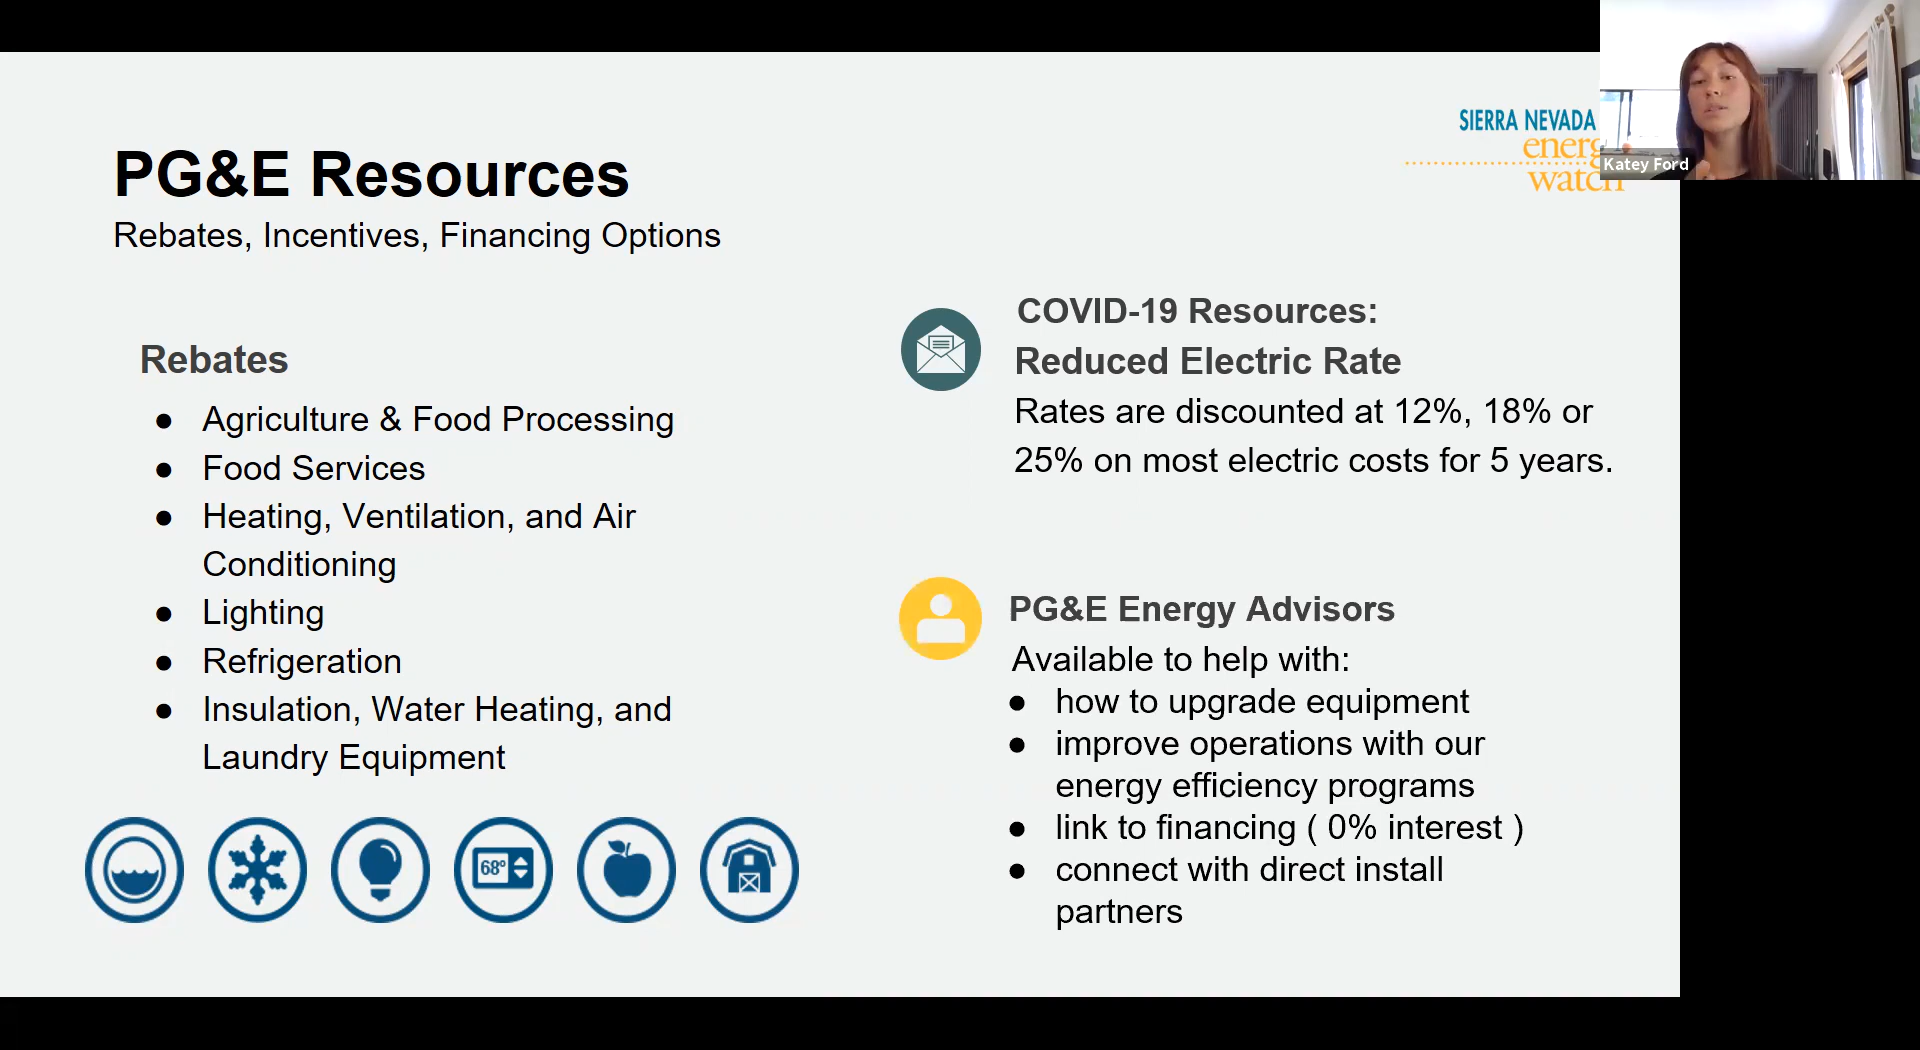 PG&E Resources
Rebates, Incentives, Financing Options
SIERRA NEVADA
energy
watch
Katey Ford
Rebates
● Agriculture & Food Processing
● Food Services
● Heating, Ventilation, and Air
Conditioning
● Lighting
● Refrigeration
● Insulation, Water Heating, and
Laundry Equipment
68°
COVID-19 Resources:
Reduced Electric Rate
Rates are discounted at 12%, 18% or
25% on most electric costs for 5 years.
PG&E Energy Advisors
Available to help with:
● how to upgrade equipment
● improve operations with our
energy efficiency programs
● link to financing ( 0% interest )
● connect with direct install
partners